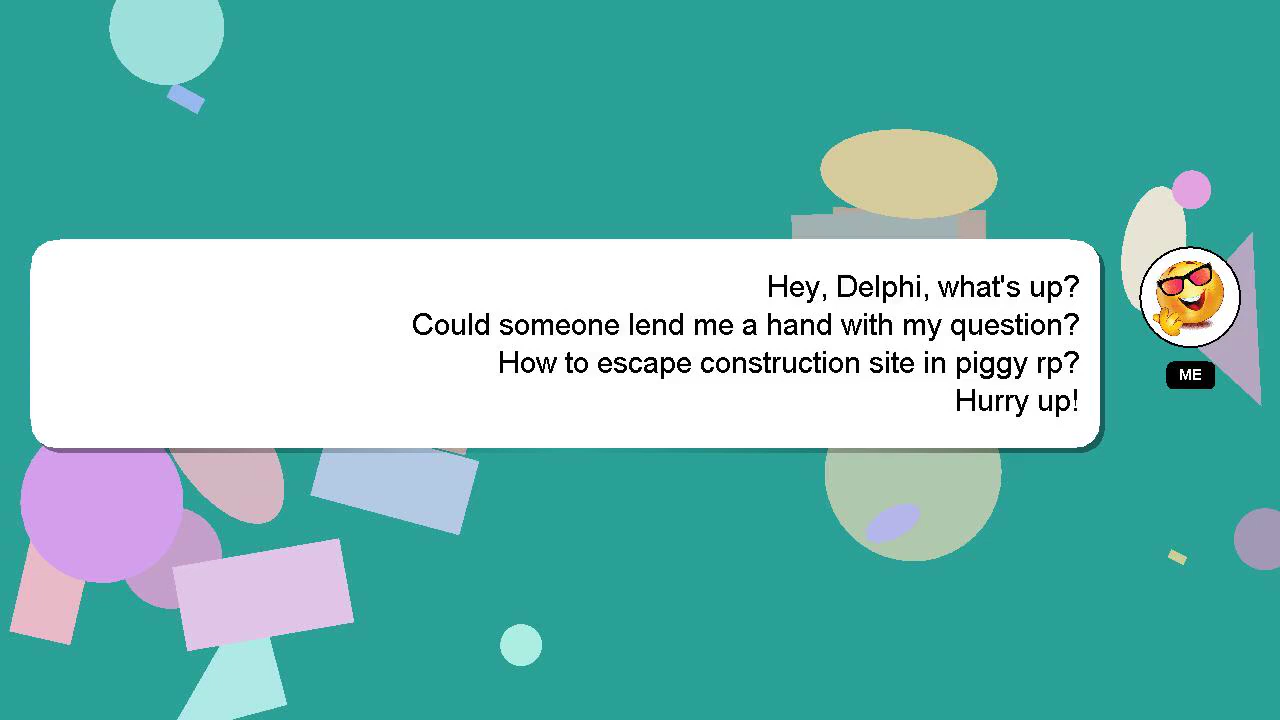 Hey, Delphi, what's up?
Could someone lend me a hand with my question?
How to escape construction site in piggy rp?
Hurry up!
ME